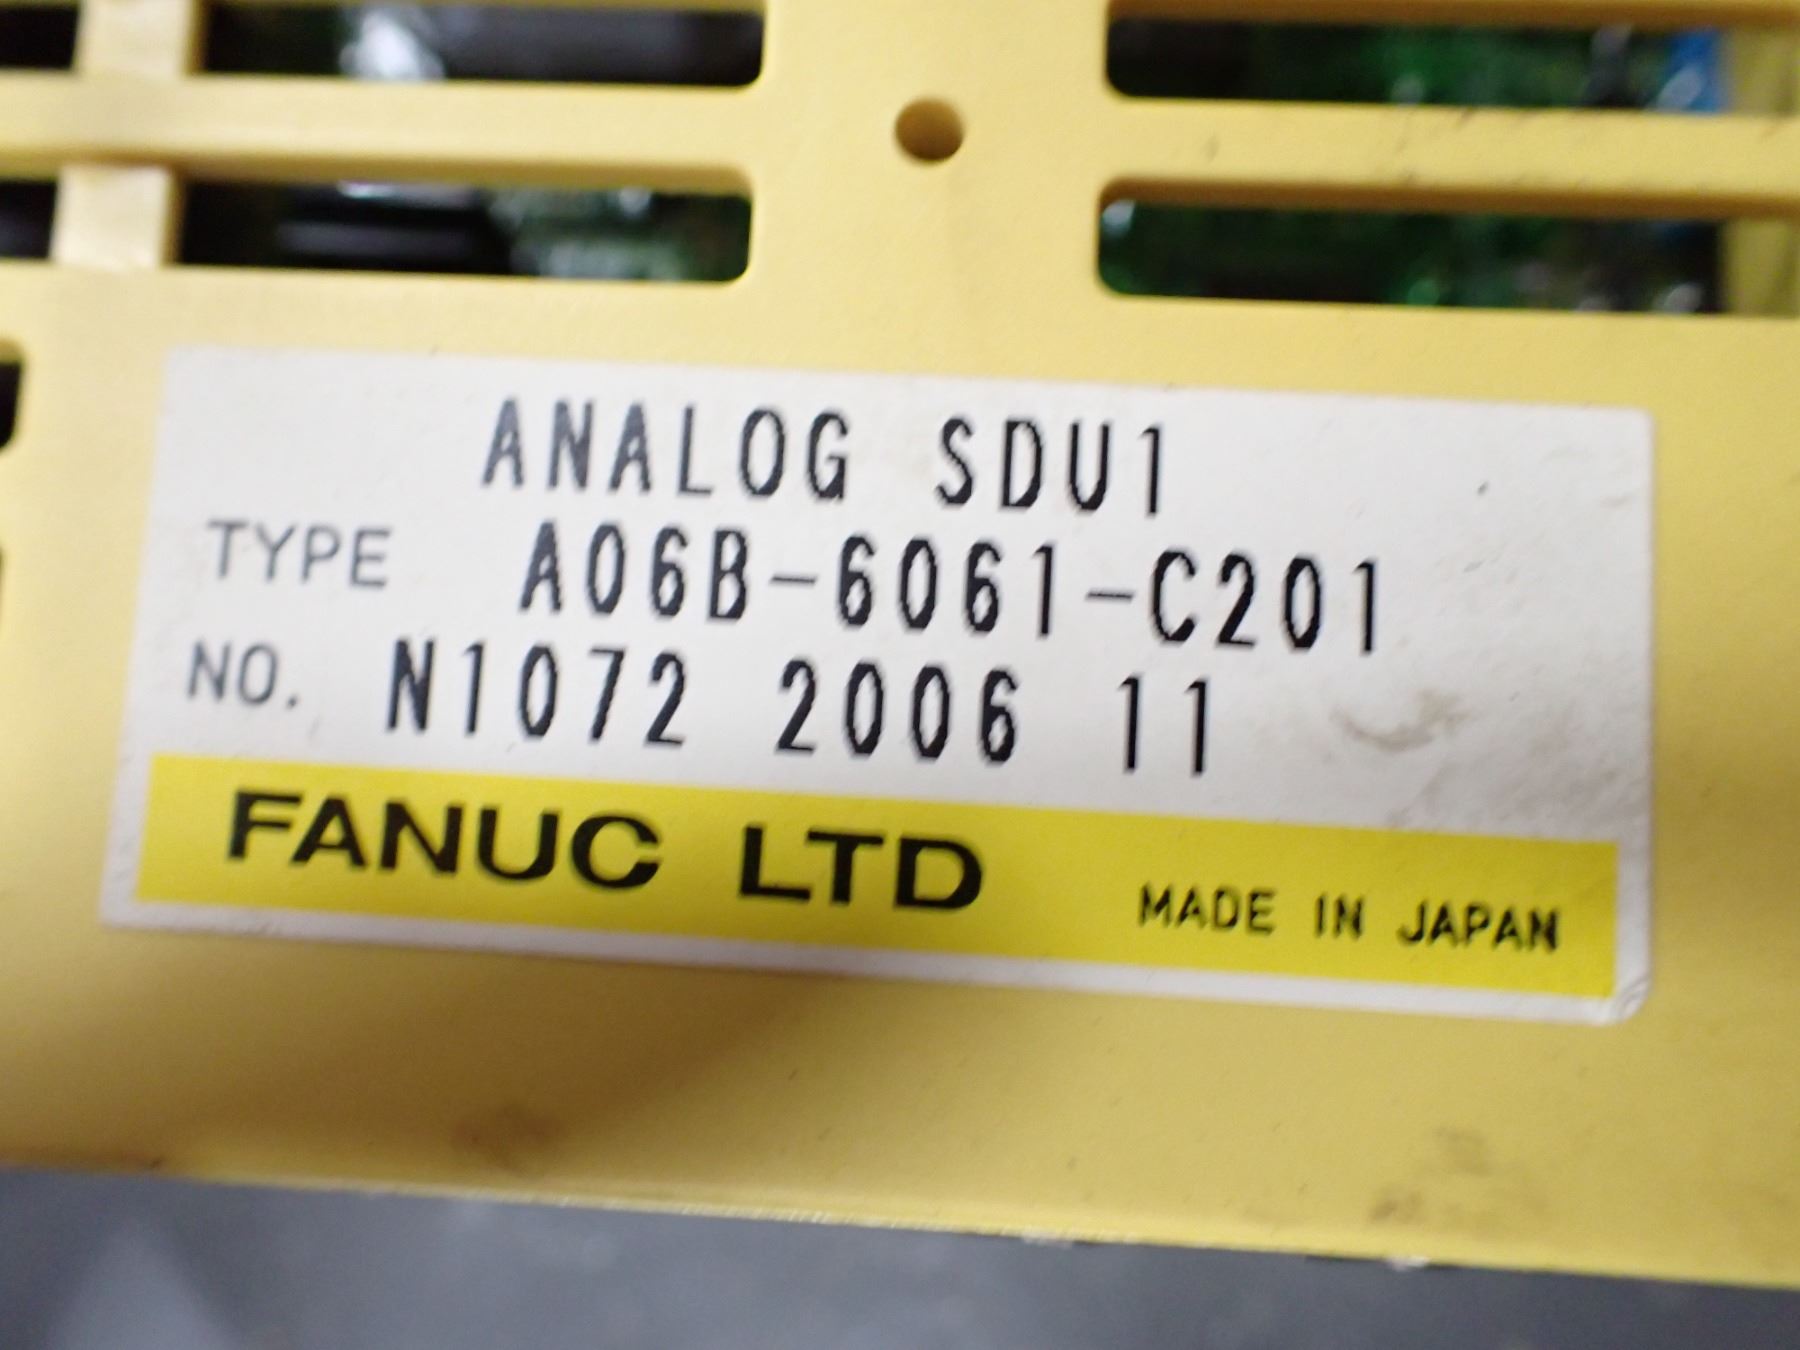 ANALOG SDU1
TYPE A06B-6061-C201
NO. N1072 2006 11
FANUC LTD MADE IN JAPAN